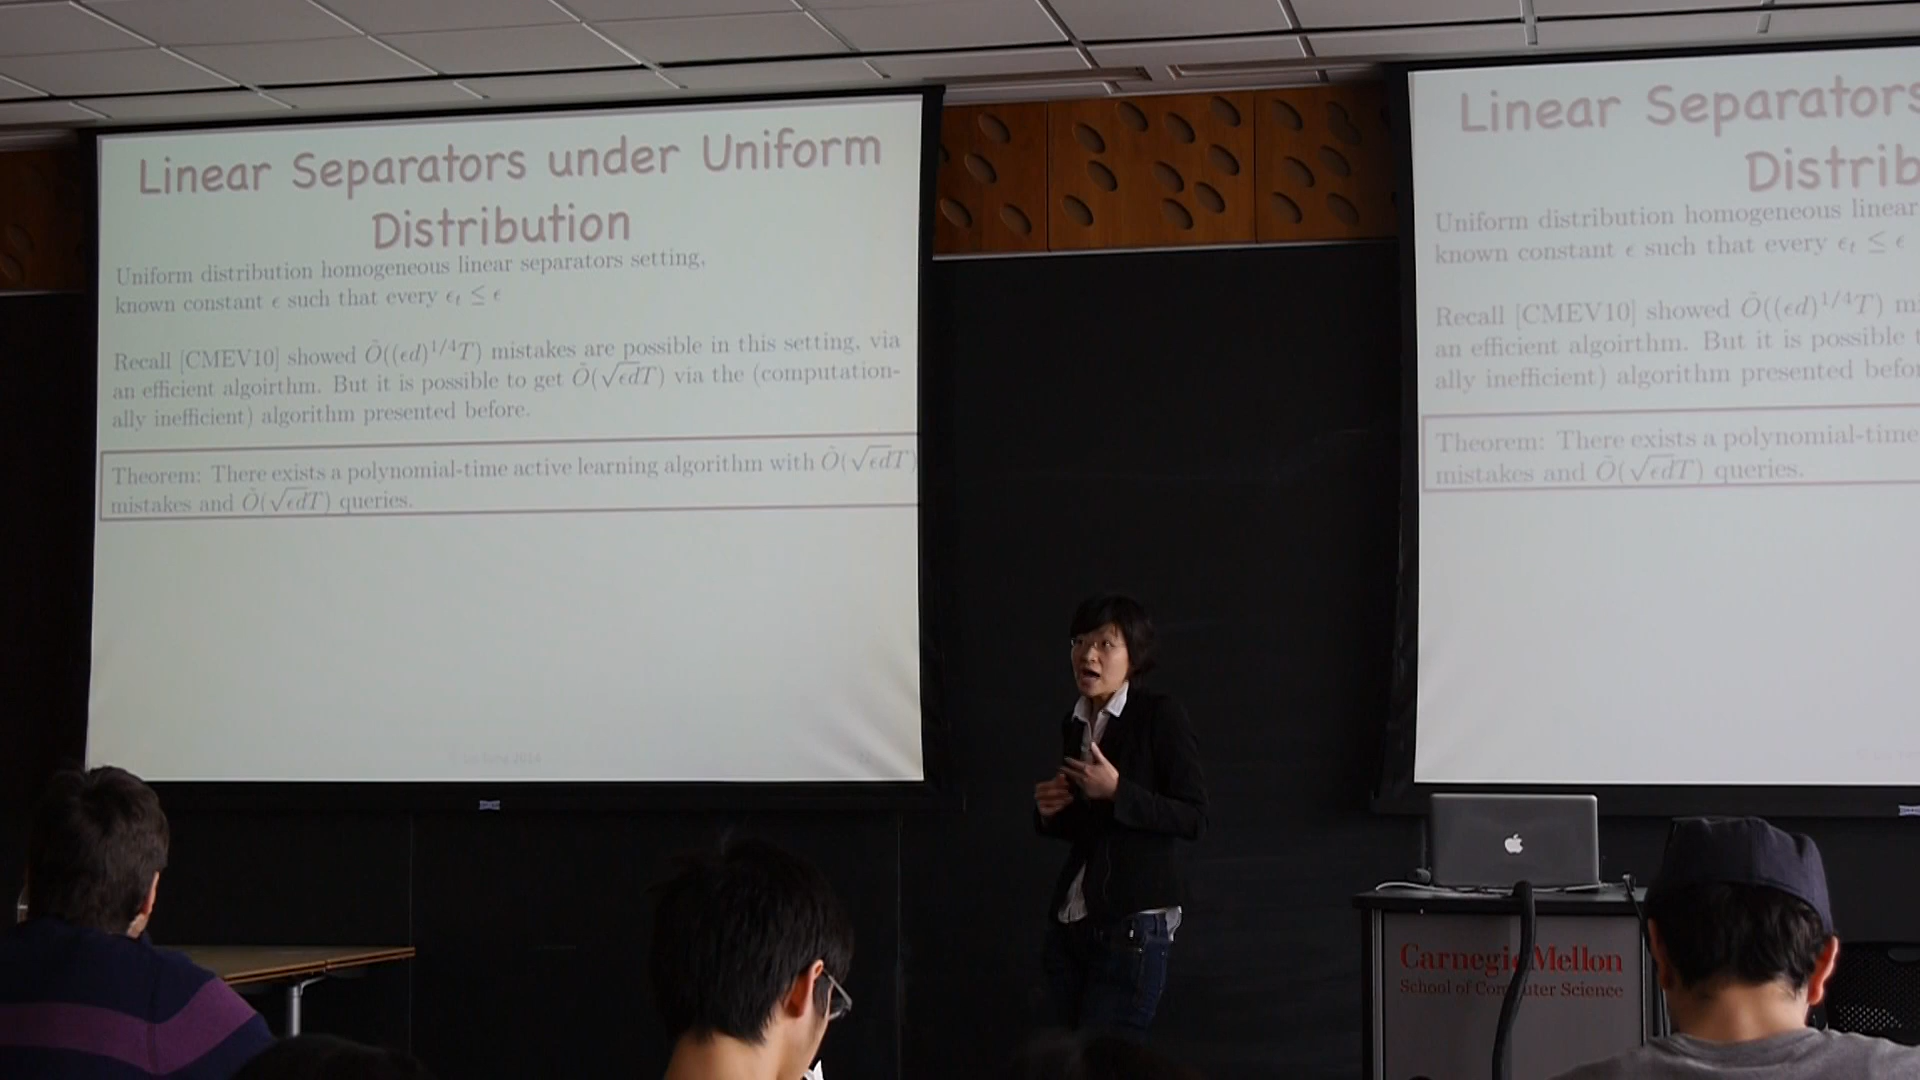 Linear Separators under Uniform
Distribution
Uniform distribution homogeneous linear separators setting,
known constant ϵ such that every ϵₜ ≤ ϵ
Recall [CMEV10] showed Õ((ϵd)^{1/4}T) mistakes are possible in this setting, via
an efficient algoirthm. But it is possible to get Õ(√ϵdT) via the (computation-
ally inefficient) algorithm presented before.
Theorem: There exists a polynomial-time active learning algorithm with Õ(√ϵdT)
mistakes and Õ(√ϵdT) queries.
Linear Separators
Distrib
Uniform distribution homogeneous linear
known constant ϵ such that every ϵₜ ≤ ϵ
Recall [CMEV10] showed Õ((ϵd)^{1/4}T) m
an efficient algoirthm. But it is possible
ally inefficient) algorithm presented befo
Theorem: There exists a polynomial-time
mistakes and Õ(√ϵdT) queries.
Carnegie Mellon
School of Computer Science